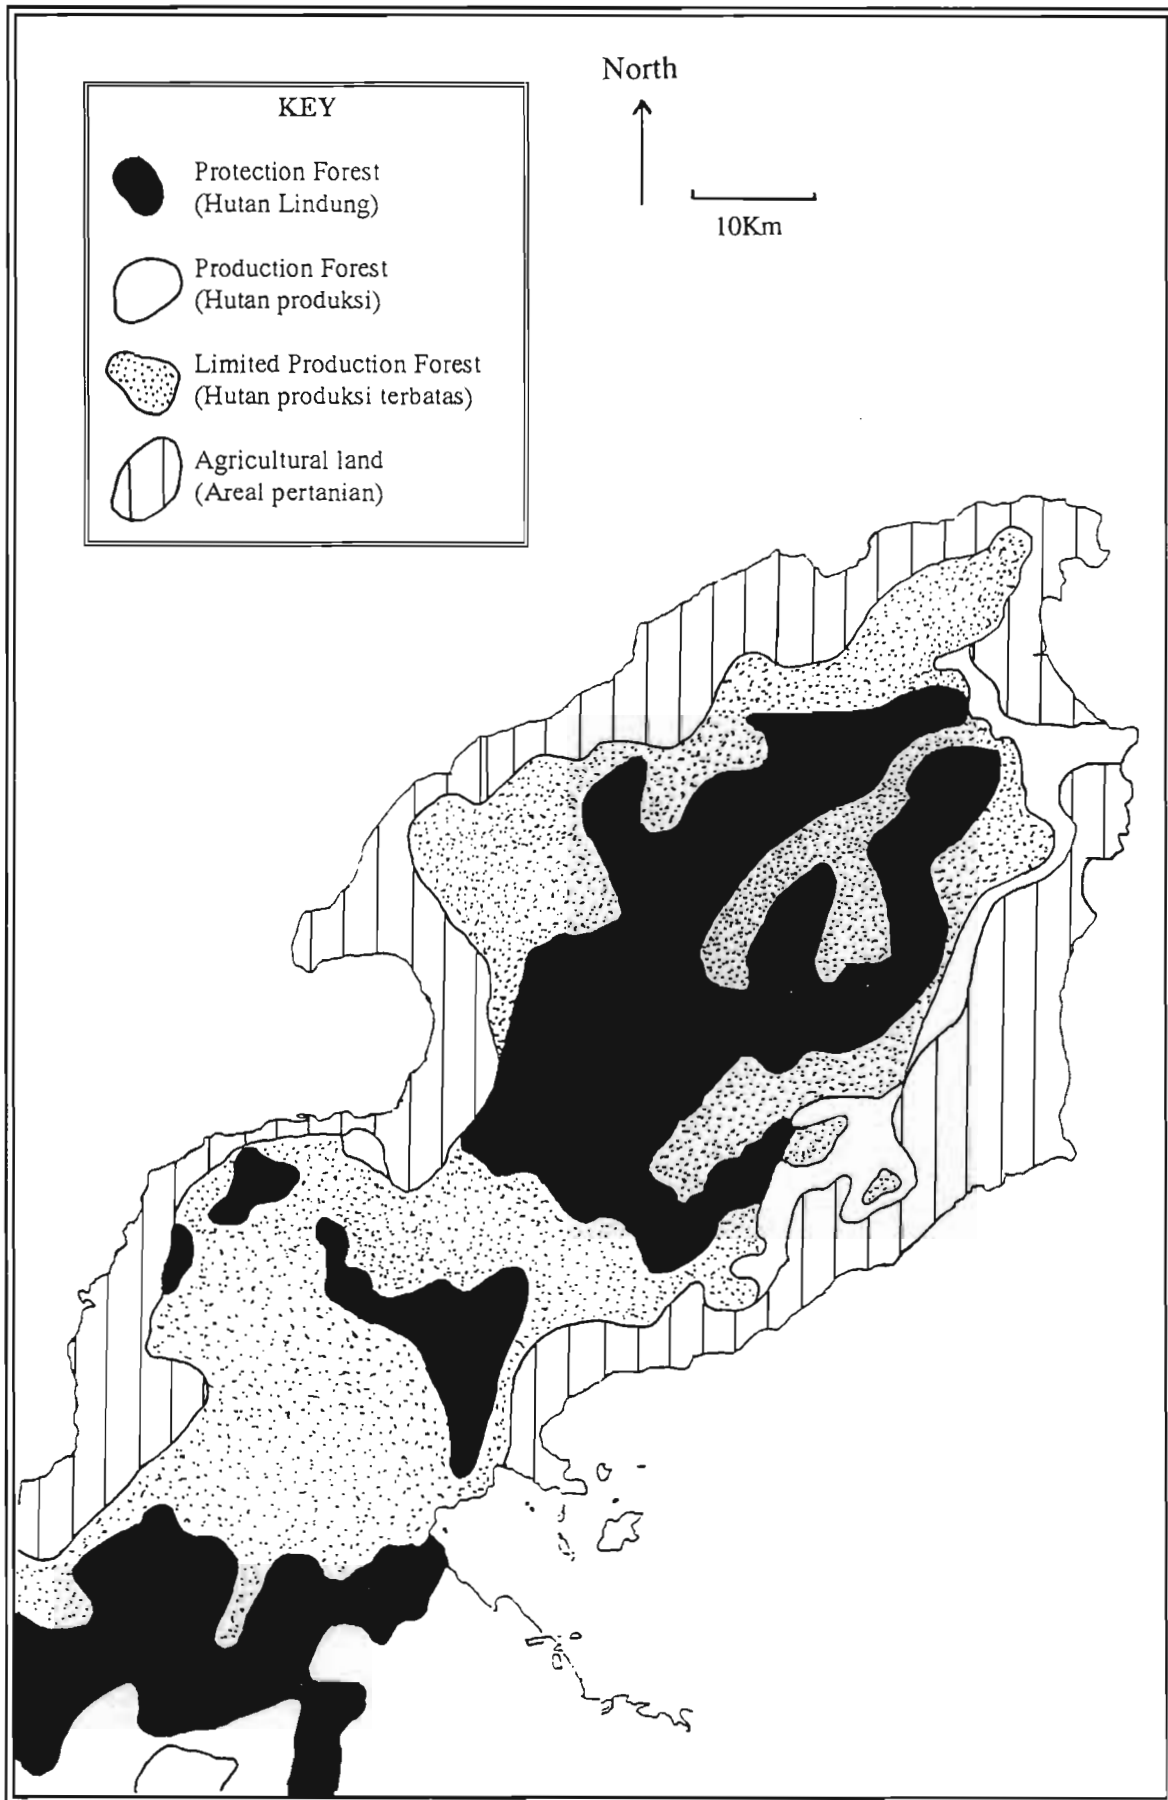 North
10Km
KEY
Protection Forest
(Hutan Lindung)
Production Forest
(Hutan produksi)
Limited Production Forest
(Hutan produksi terbatas)
Agricultural land
(Areal pertanian)